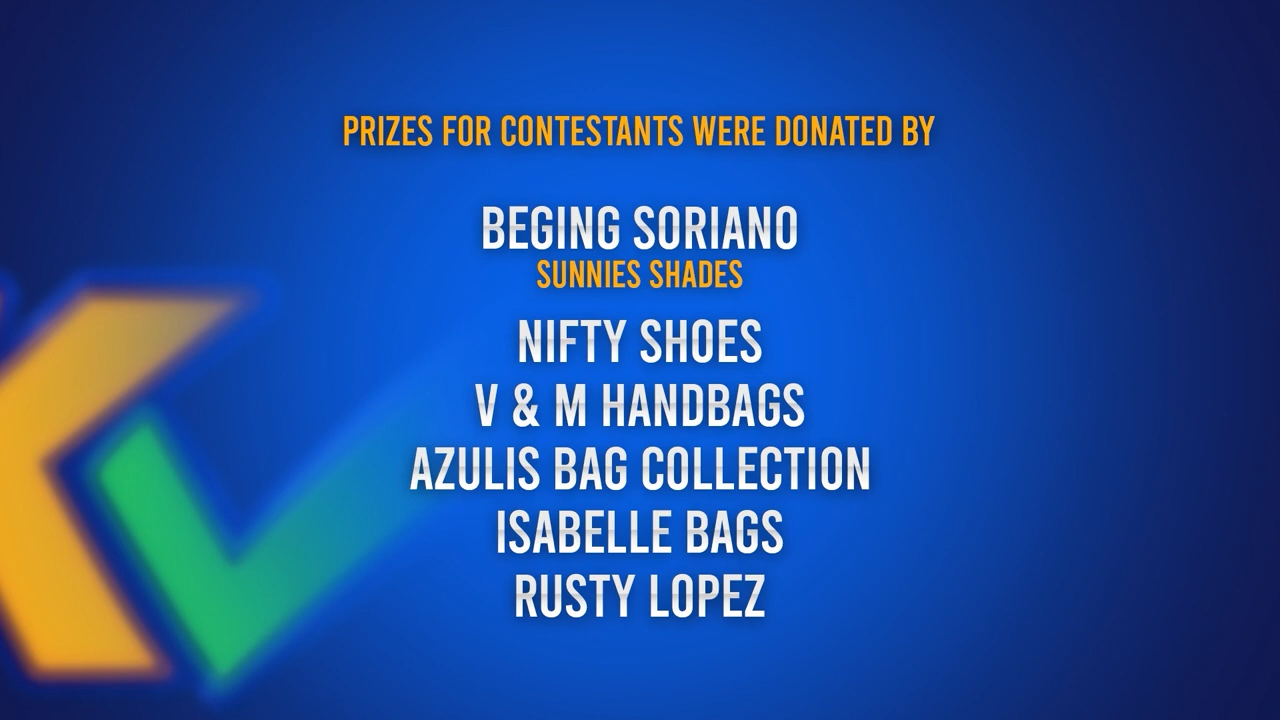 PRIZES FOR CONTESTANTS WERE DONATED BY
BEGING SORIANO
SUNNIES SHADES
NIFTY SHOES
V & M HANDBAGS
AZULIS BAG COLLECTION
ISABELLE BAGS
RUSTY LOPEZ